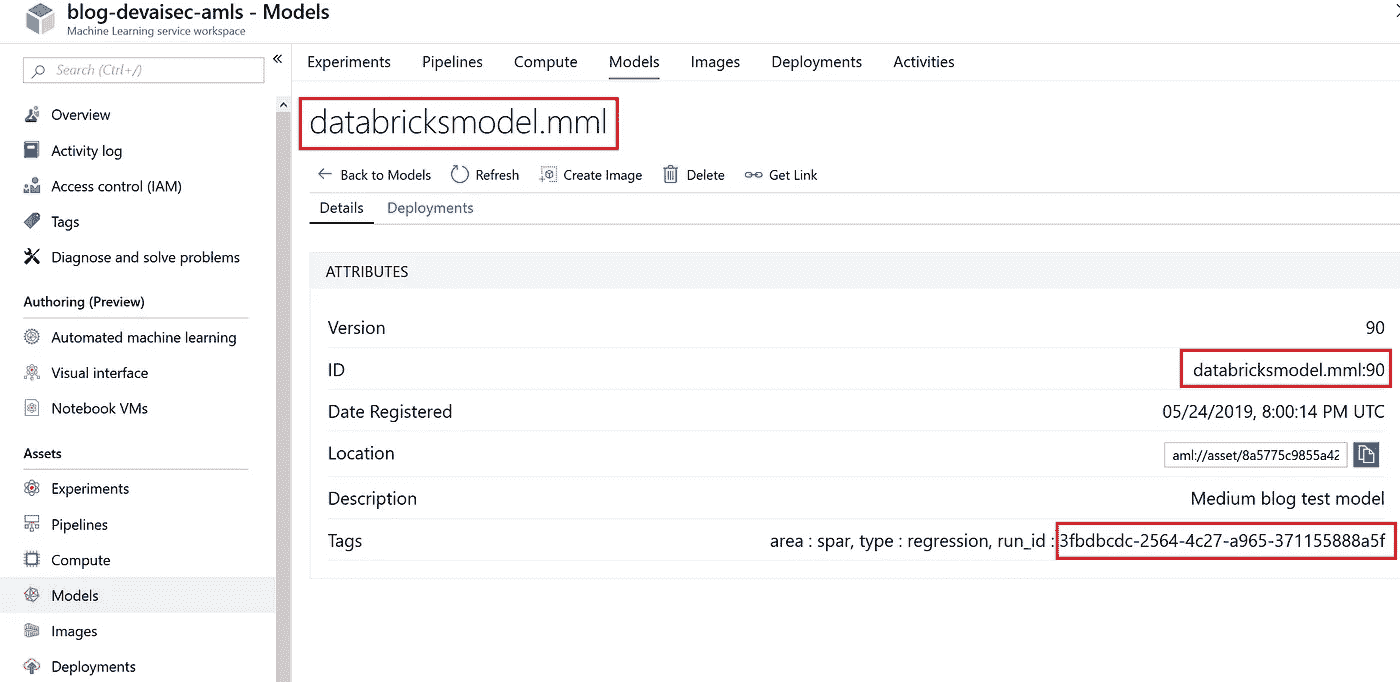 blog-devaisec-amls - Models
Machine Learning service workspace
Search (Ctrl+/)
«
Overview
Activity log
Access control (IAM)
Tags
Diagnose and solve problems
Authoring (Preview)
Automated machine learning
Visual interface
Notebook VMs
Assets
Experiments
Pipelines
Compute
Models
Images
Deployments
Experiments Pipelines Compute Models Images Deployments Activities
databricksmodel.mml
Back to Models Refresh Create Image Delete Get Link
Details Deployments
ATTRIBUTES
Version 90
ID databricksmodel.mml:90
Date Registered 05/24/2019, 8:00:14 PM UTC
Location aml://asset/8a5775c9855a42
Description Medium blog test model
Tags area : spar, type : regression, run_id : 3fbdbcdc-2564-4c27-a965-371155888a5f